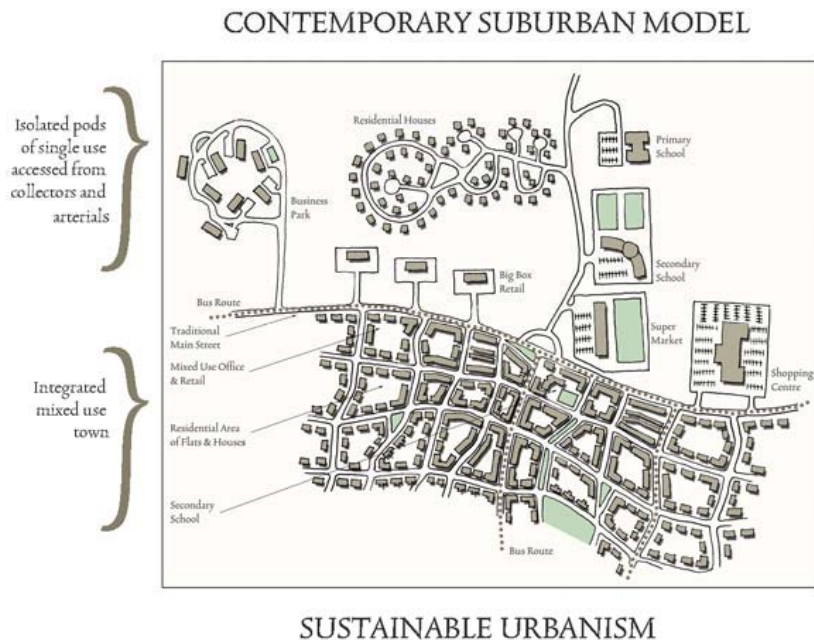 CONTEMPORARY SUBURBAN MODEL
Isolated pods
of single use
accessed from
collectors and
arterials
Residential Houses
Primary
School
Business
Park
Secondary
School
Big Box
Retail
Bus Route
Traditional
Main Street
Super
Market
Mixed Use Office
& Retail
Shopping
Centre
Integrated
mixed use
town
Residential Area
of Flats & Houses
Secondary
School
Bus Route
SUSTAINABLE URBANISM